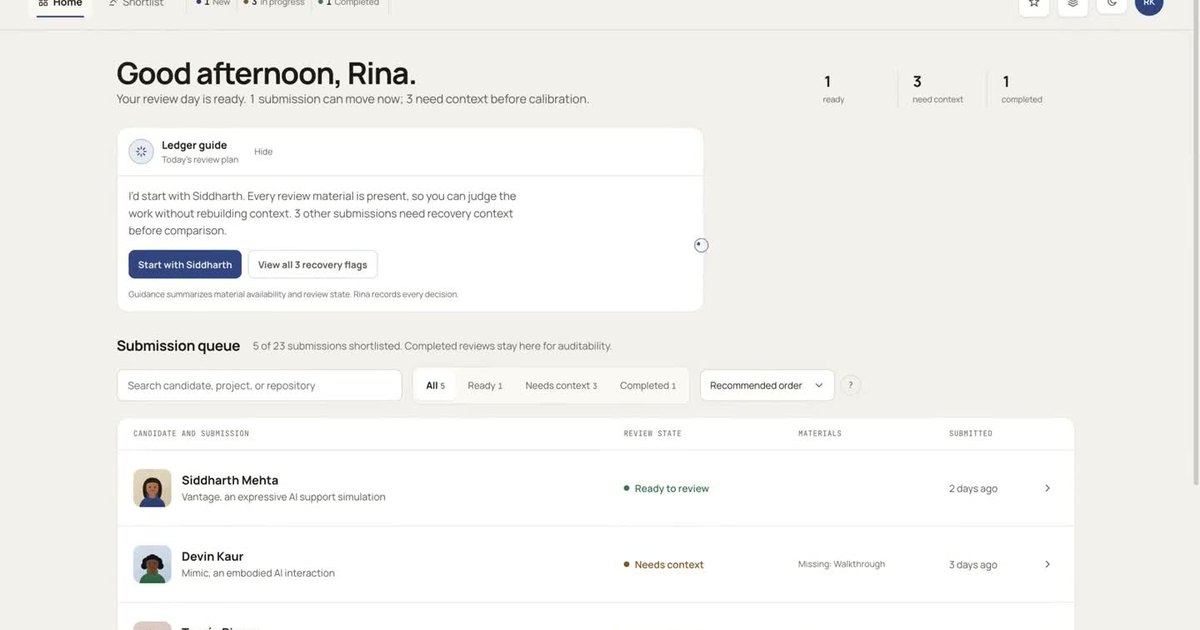 Home Shortlist 1 New 3 In progress 1 Completed RK
Good afternoon, Rina.
Your review day is ready. 1 submission can move now; 3 need context before calibration.
1 3 1
ready need context completed
Ledger guide
Today's review plan
Hide
I'd start with Siddharth. Every review material is present, so you can judge the
work without rebuilding context. 3 other submissions need recovery context
before comparison.
Start with Siddharth View all 3 recovery flags
Guidance summarizes material availability and review state. Rina records every decision.
Submission queue 5 of 23 submissions shortlisted. Completed reviews stay here for auditability.
Search candidate, project, or repository All 5 Ready 1 Needs context 3 Completed 1 Recommended order ?
CANDIDATE AND SUBMISSION REVIEW STATE MATERIALS SUBMITTED
Siddharth Mehta
Vantage, an expressive AI support simulation
Ready to review 2 days ago
Devin Kaur
Mimic, an embodied AI interaction
Needs context Missing: Walkthrough 3 days ago